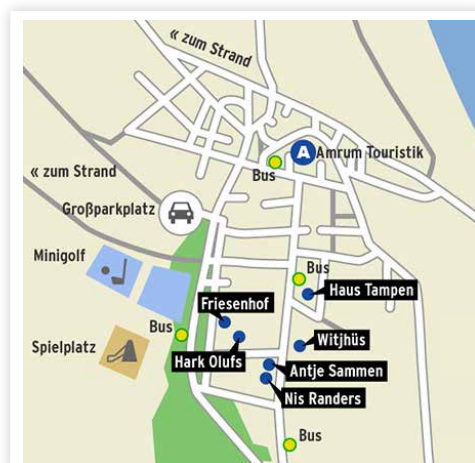 « zum Strand
A
Amrum Touristik
Bus
« zum Strand
Großparkplatz
Minigolf
Bus
Haus Tampen
Friesenhof
Bus
Witjhüs
Spielplatz
Hark Olufs
Antje Sammen
Nis Randers
Bus